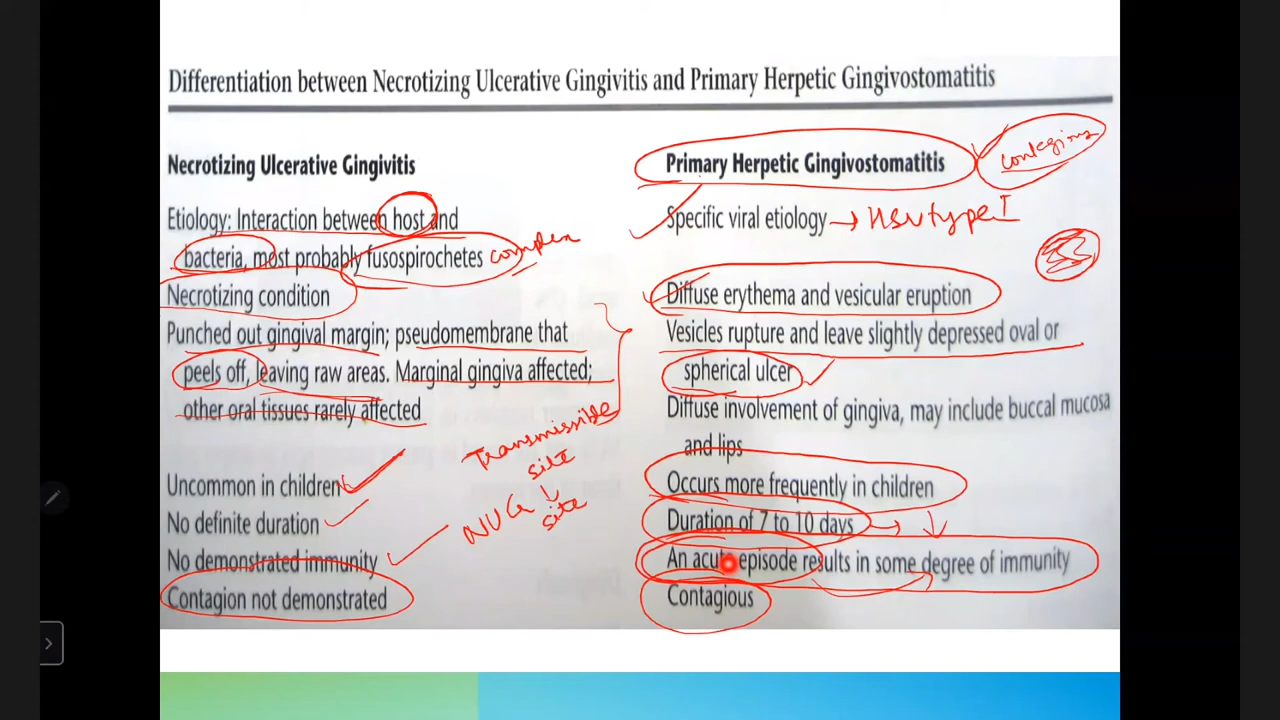 Differentiation between Necrotizing Ulcerative Gingivitis and Primary Herpetic Gingivostomatitis
Necrotizing Ulcerative Gingivitis
Etiology: Interaction between host and
bacteria, most probably fusospirochetes complex
Necrotizing condition
Punched out gingival margin; pseudomembrane that
peels off, leaving raw areas. Marginal gingiva affected;
other oral tissues rarely affected
Transmissible
site
Uncommon in children
No definite duration
NUG site
No demonstrated immunity
Contagion not demonstrated
Primary Herpetic Gingivostomatitis
contagious
Specific viral etiology → HSV type I
Diffuse erythema and vesicular eruption
Vesicles rupture and leave slightly depressed oval or
spherical ulcer
Diffuse involvement of gingiva, may include buccal mucosa
and lips
Occurs more frequently in children
Duration of 7 to 10 days
An acute episode results in some degree of immunity
Contagious